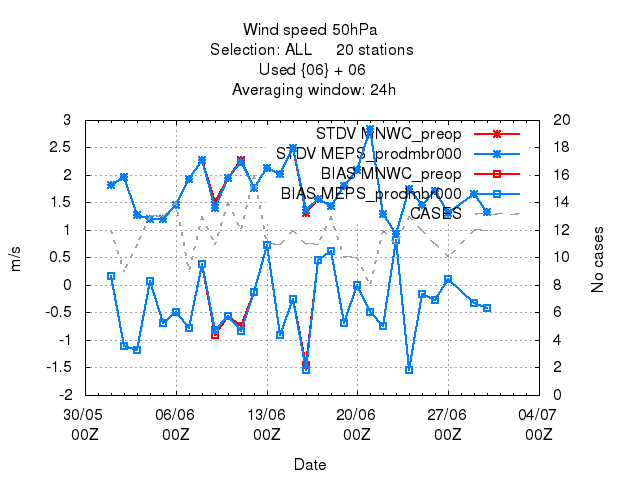 Wind speed 50hPa
Selection: ALL 20 stations
Used {06} + 06
Averaging window: 24h
3 20
2.5 18
2 16
1.5 14
1 12
0.5 10
0 8
-0.5 6
-1 4
-1.5 2
-2 0
STDV MNWC_preop
STDV MEPS_prodmbr000
BIAS MNWC_preop
BIAS MEPS_prodmbr000
CASES
m/s
No cases
30/05 06/06 13/06 20/06 27/06 04/07
00Z 00Z 00Z 00Z 00Z 00Z
Date